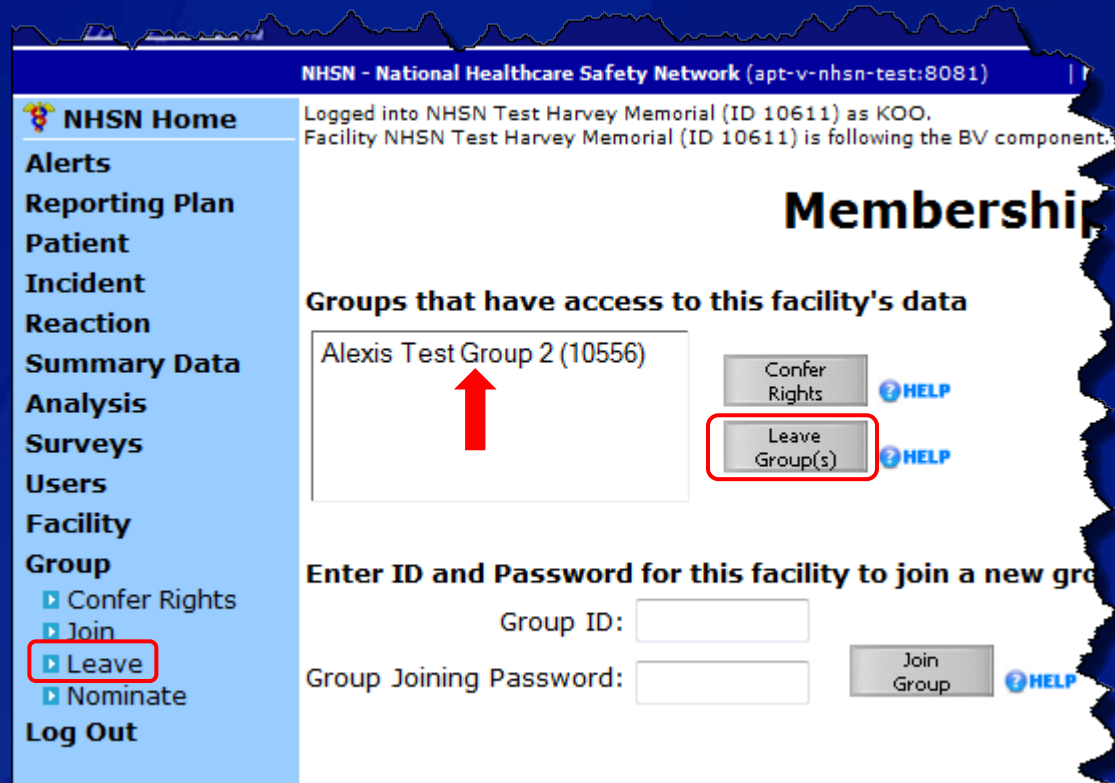 NHSN - National Healthcare Safety Network (apt-v-nhsn-test:8081) |
NHSN Home
Logged into NHSN Test Harvey Memorial (ID 10611) as KOO.
Facility NHSN Test Harvey Memorial (ID 10611) is following the BV component.
Alerts
Reporting Plan
Patient
Incident
Reaction
Summary Data
Analysis
Surveys
Users
Facility
Group
Confer Rights
Join
Leave
Nominate
Log Out
Membership
Groups that have access to this facility's data
Alexis Test Group 2 (10556)
Confer
Rights
HELP
Leave
Group(s)
HELP
Enter ID and Password for this facility to join a new
Group ID:
Group Joining Password:
Join
Group
HELP